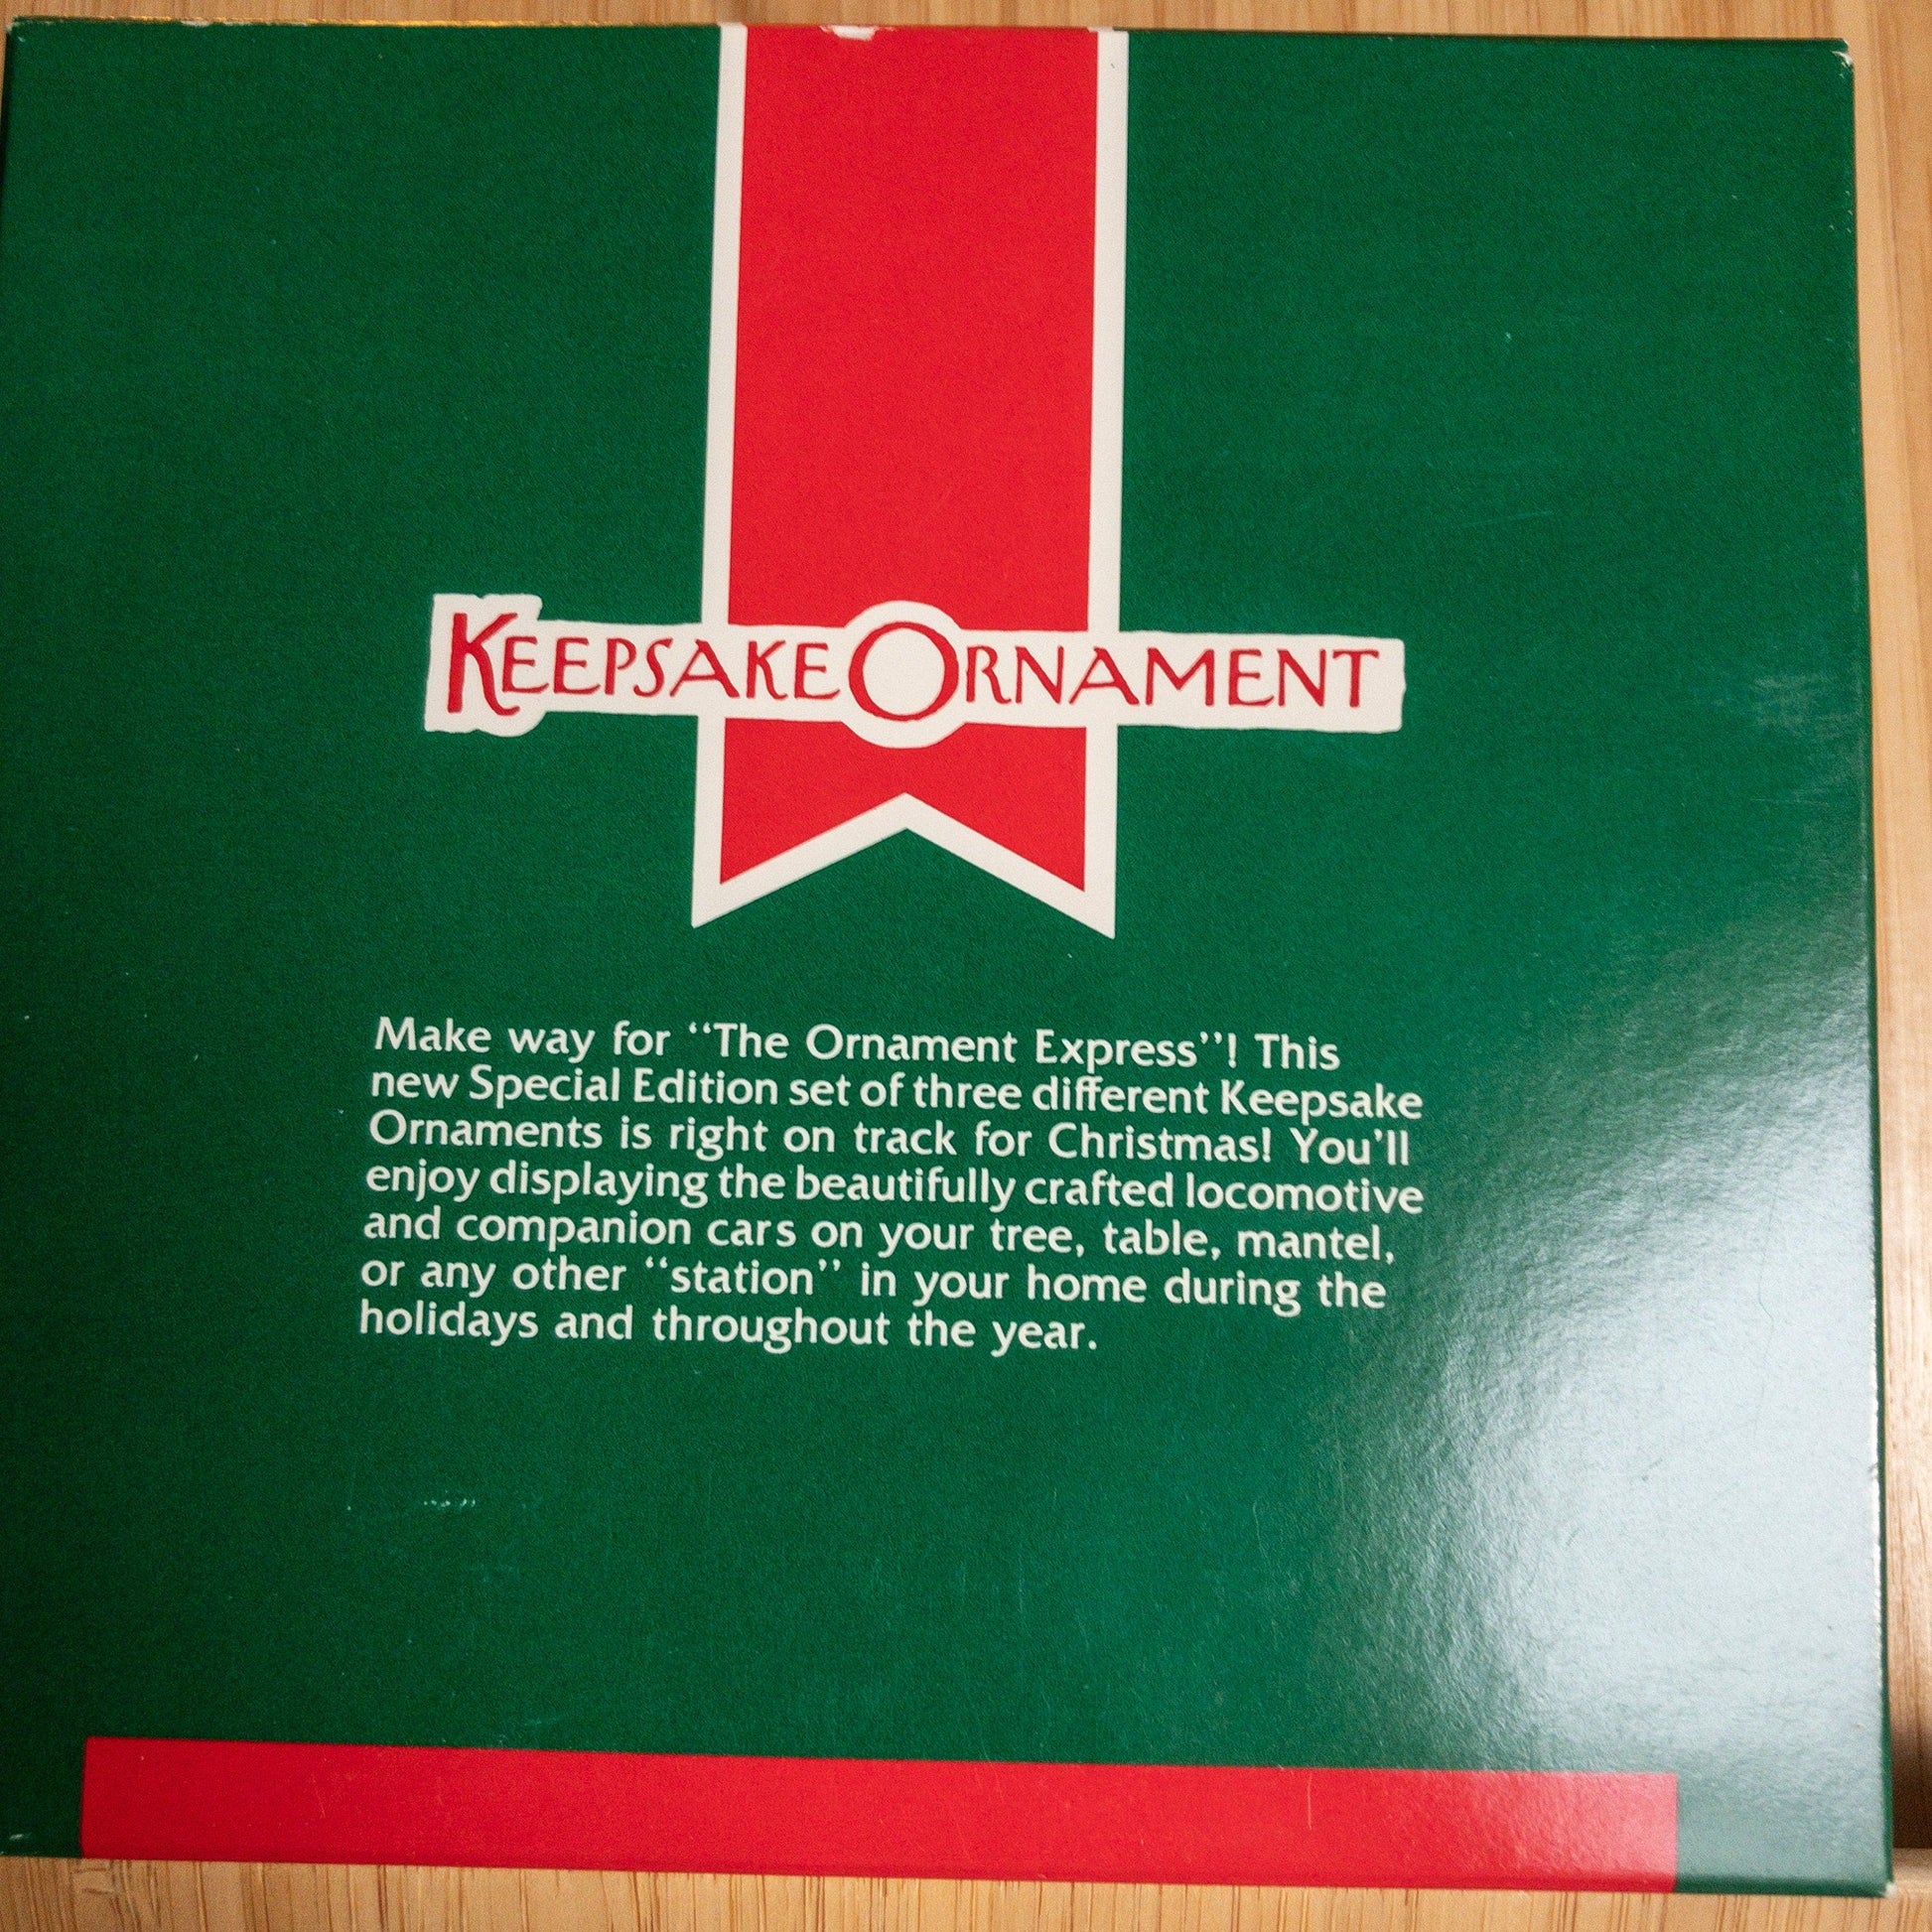 KEEPSAKE ORNAMENT
Make way for “The Ornament Express”! This
new Special Edition set of three different Keepsake
Ornaments is right on track for Christmas! You’ll
enjoy displaying the beautifully crafted locomotive
and companion cars on your tree, table, mantel,
or any other “station” in your home during the
holidays and throughout the year.